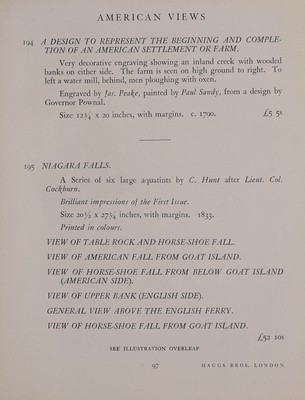 AMERICAN VIEWS
194 A DESIGN TO REPRESENT THE BEGINNING AND COMPLE-
TION OF AN AMERICAN SETTLEMENT OR FARM.
Very decorative engraving showing an inland creek with wooded
banks on either side. The farm is seen on high ground to right. To
left a water mill, behind, men ploughing with oxen.
Engraved by Jas. Peake, painted by Paul Sandy, from a design by
Governor Pownal.
Size 12¾ x 20 inches, with margins. c. 1790. £5 5s
195 NIAGARA FALLS.
A Series of six large aquatints by C. Hunt after Lieut. Col.
Cockburn.
Brilliant impressions of the First Issue.
Size 20½ x 27¾ inches, with margins. 1833.
Printed in colours.
VIEW OF TABLE ROCK AND HORSE-SHOE FALL.
VIEW OF AMERICAN FALL FROM GOAT ISLAND.
VIEW OF HORSE-SHOE FALL FROM BELOW GOAT ISLAND
(AMERICAN SIDE).
VIEW OF UPPER BANK (ENGLISH SIDE).
GENERAL VIEW ABOVE THE ENGLISH FERRY.
VIEW OF HORSE-SHOE FALL FROM GOAT ISLAND.
£52 10s
SEE ILLUSTRATION OVERLEAF
97 MAGGS BROS. LONDON